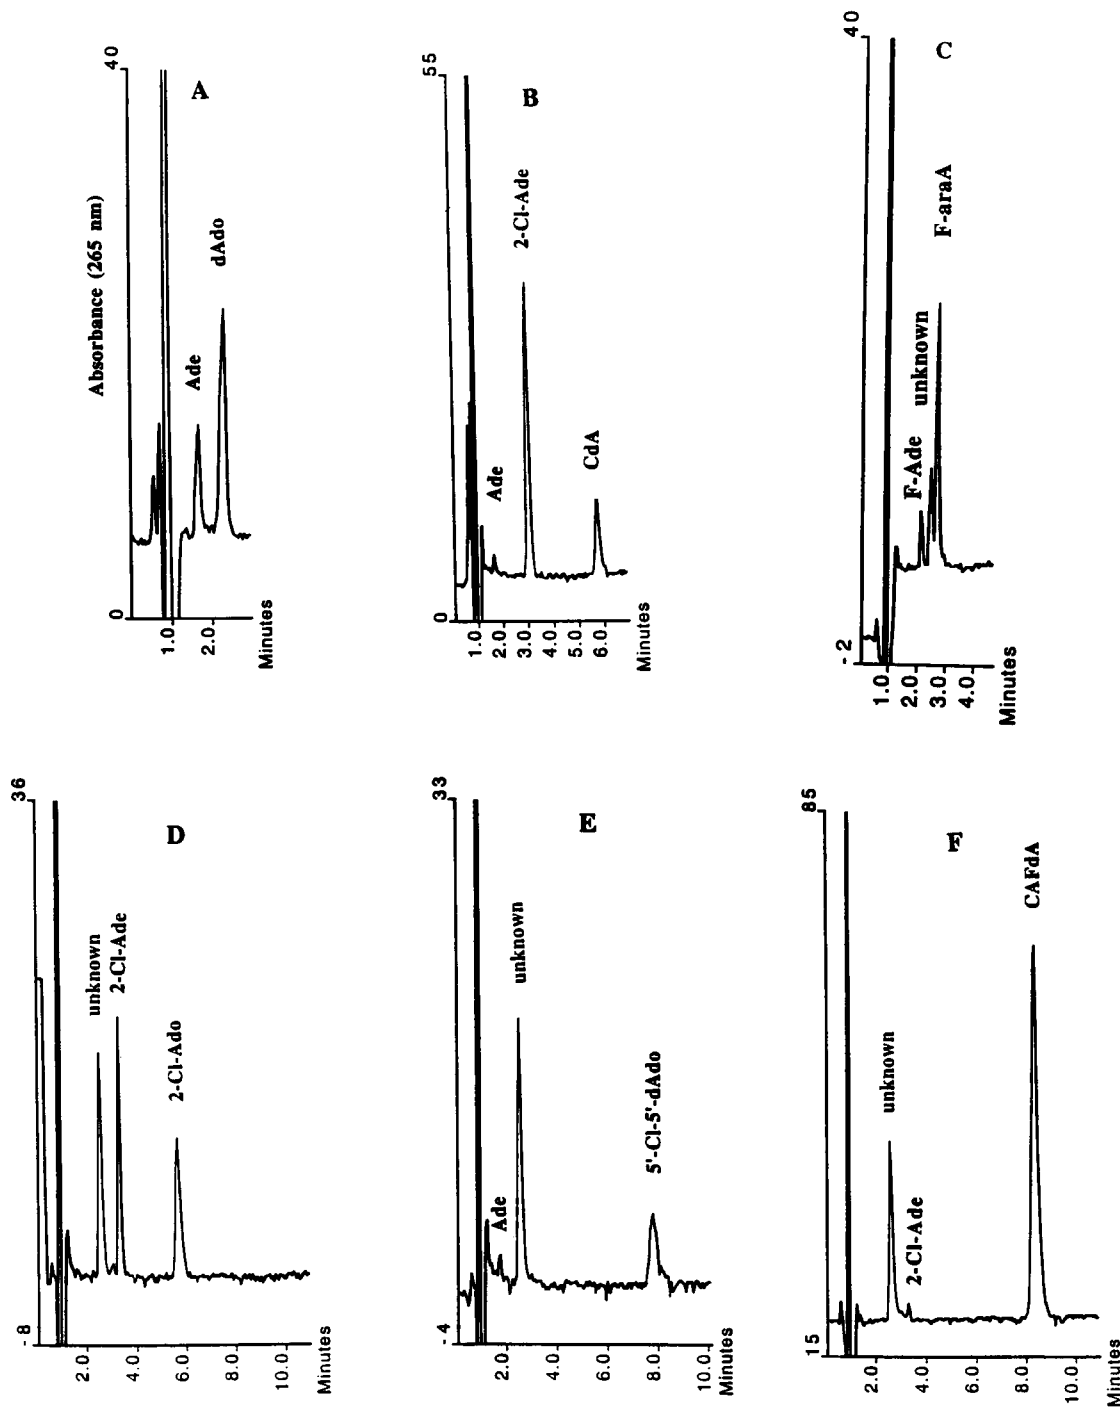 Absorbance (265 nm)
40
0
A
Ade
dAdo
1.0
2.0
Minutes
55
0
B
Ade
2-Cl-Ade
CdA
1.0
2.0
3.0
4.0
5.0
6.0
Minutes
40
-2
C
F-Ade
unknown
F-araA
1.0
2.0
3.0
4.0
Minutes
36
-8
D
unknown
2-Cl-Ade
2-Cl-Ado
2.0
4.0
6.0
8.0
10.0
Minutes
33
-4
E
Ade
unknown
5'-Cl-5'-dAdo
2.0
4.0
6.0
8.0
10.0
Minutes
85
15
F
unknown
2-Cl-Ade
CAFdA
2.0
4.0
6.0
8.0
10.0
Minutes